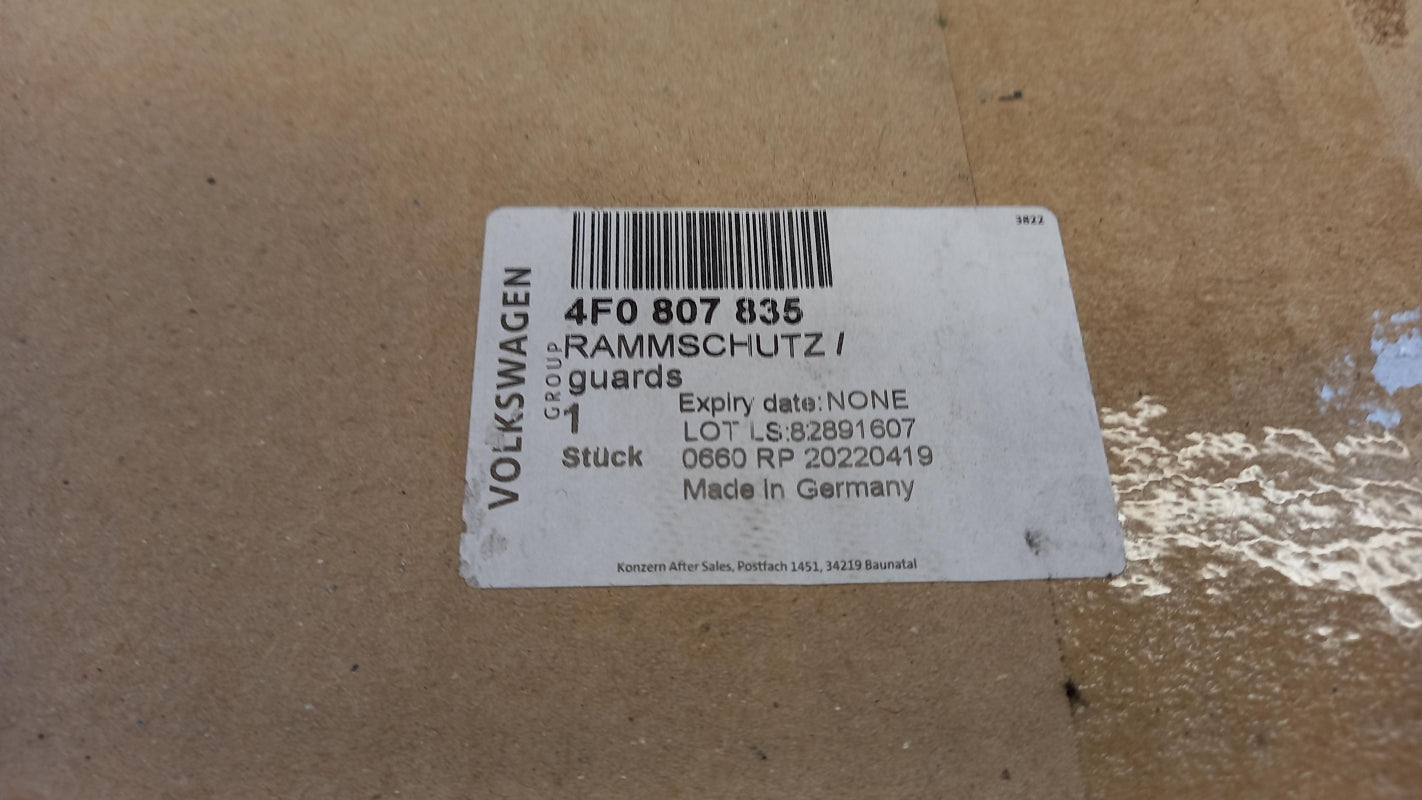 3822
VOLKSWAGEN
GROUP
4F0 807 835
RAMMSCHUTZ /
guards
1
Stück
Expiry date:NONE
LOT LS:82891607
0660 RP 20220419
Made in Germany
Konzern After Sales, Postfach 1451, 34219 Baunatal